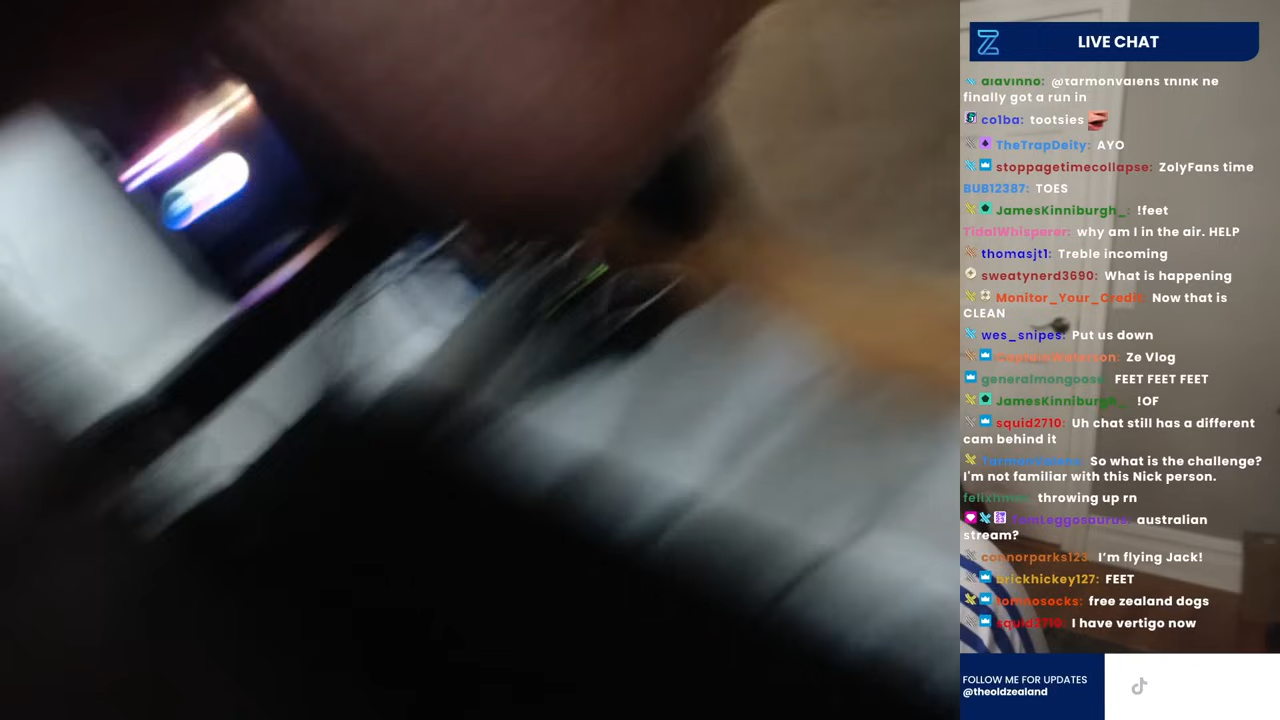 LIVE CHAT
@tarmonvalens think he
finally got a run in
co1ba: tootsies
TheTrapDeity: AYO
stoppagetimecollapse: ZolyFans time
BUB12387: TOES
JamesKinniburgh_: !feet
TidalWhisperer: why am I in the air. HELP
thomasjt1: Treble incoming
sweatynerd3690: What is happening
Monitor_Your_Credit: Now that is
CLEAN
wes_snipes: Put us down
Ze Vlog
generalmongoose: FEET FEET FEET
JamesKinniburgh_: !OF
squid2710: Uh chat still has a different
cam behind it
So what is the challenge?
I'm not familiar with this Nick person.
throwing up rn
TomLeggosaurus: australian
stream?
connorparks123: I'm flying Jack!
brickhickey127: FEET
tomnosocks: free zealand dogs
squid2710: I have vertigo now
FOLLOW ME FOR UPDATES
@theoldzealand